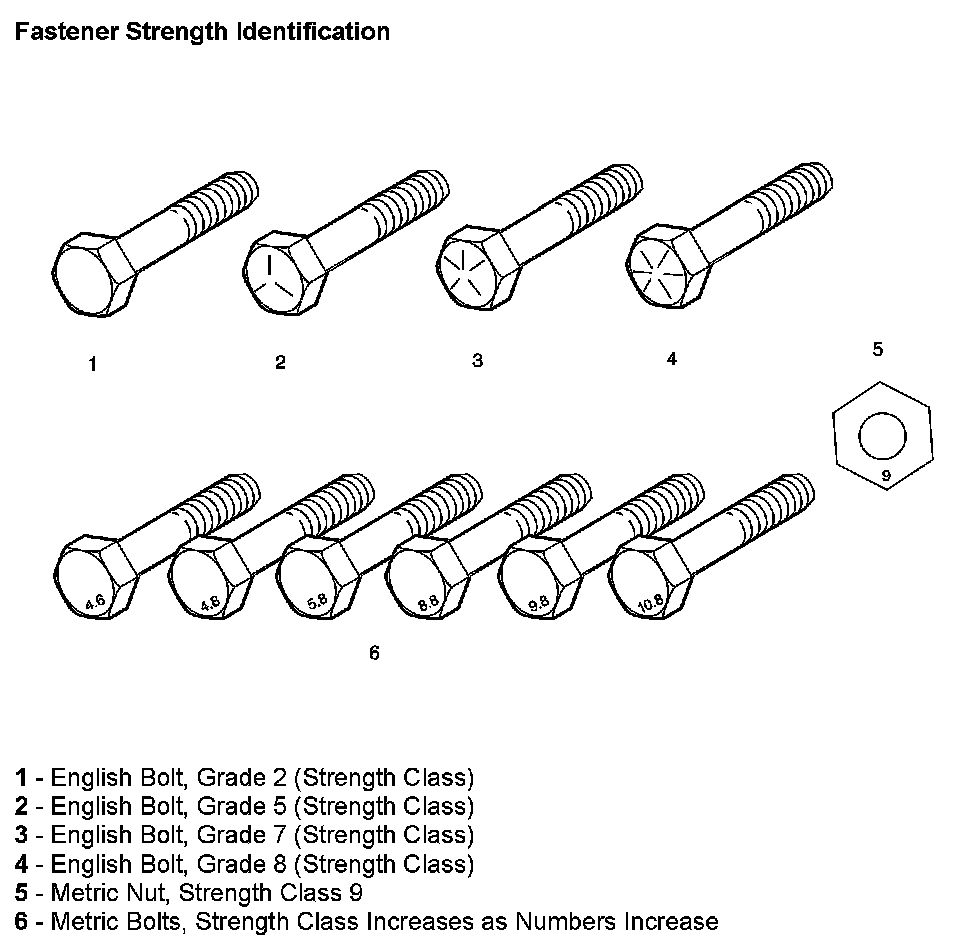 Fastener Strength Identification
1
2
3
4
5
9
4.6
4.8
5.8
8.8
9.8
10.8
6
1 - English Bolt, Grade 2 (Strength Class)
2 - English Bolt, Grade 5 (Strength Class)
3 - English Bolt, Grade 7 (Strength Class)
4 - English Bolt, Grade 8 (Strength Class)
5 - Metric Nut, Strength Class 9
6 - Metric Bolts, Strength Class Increases as Numbers Increase